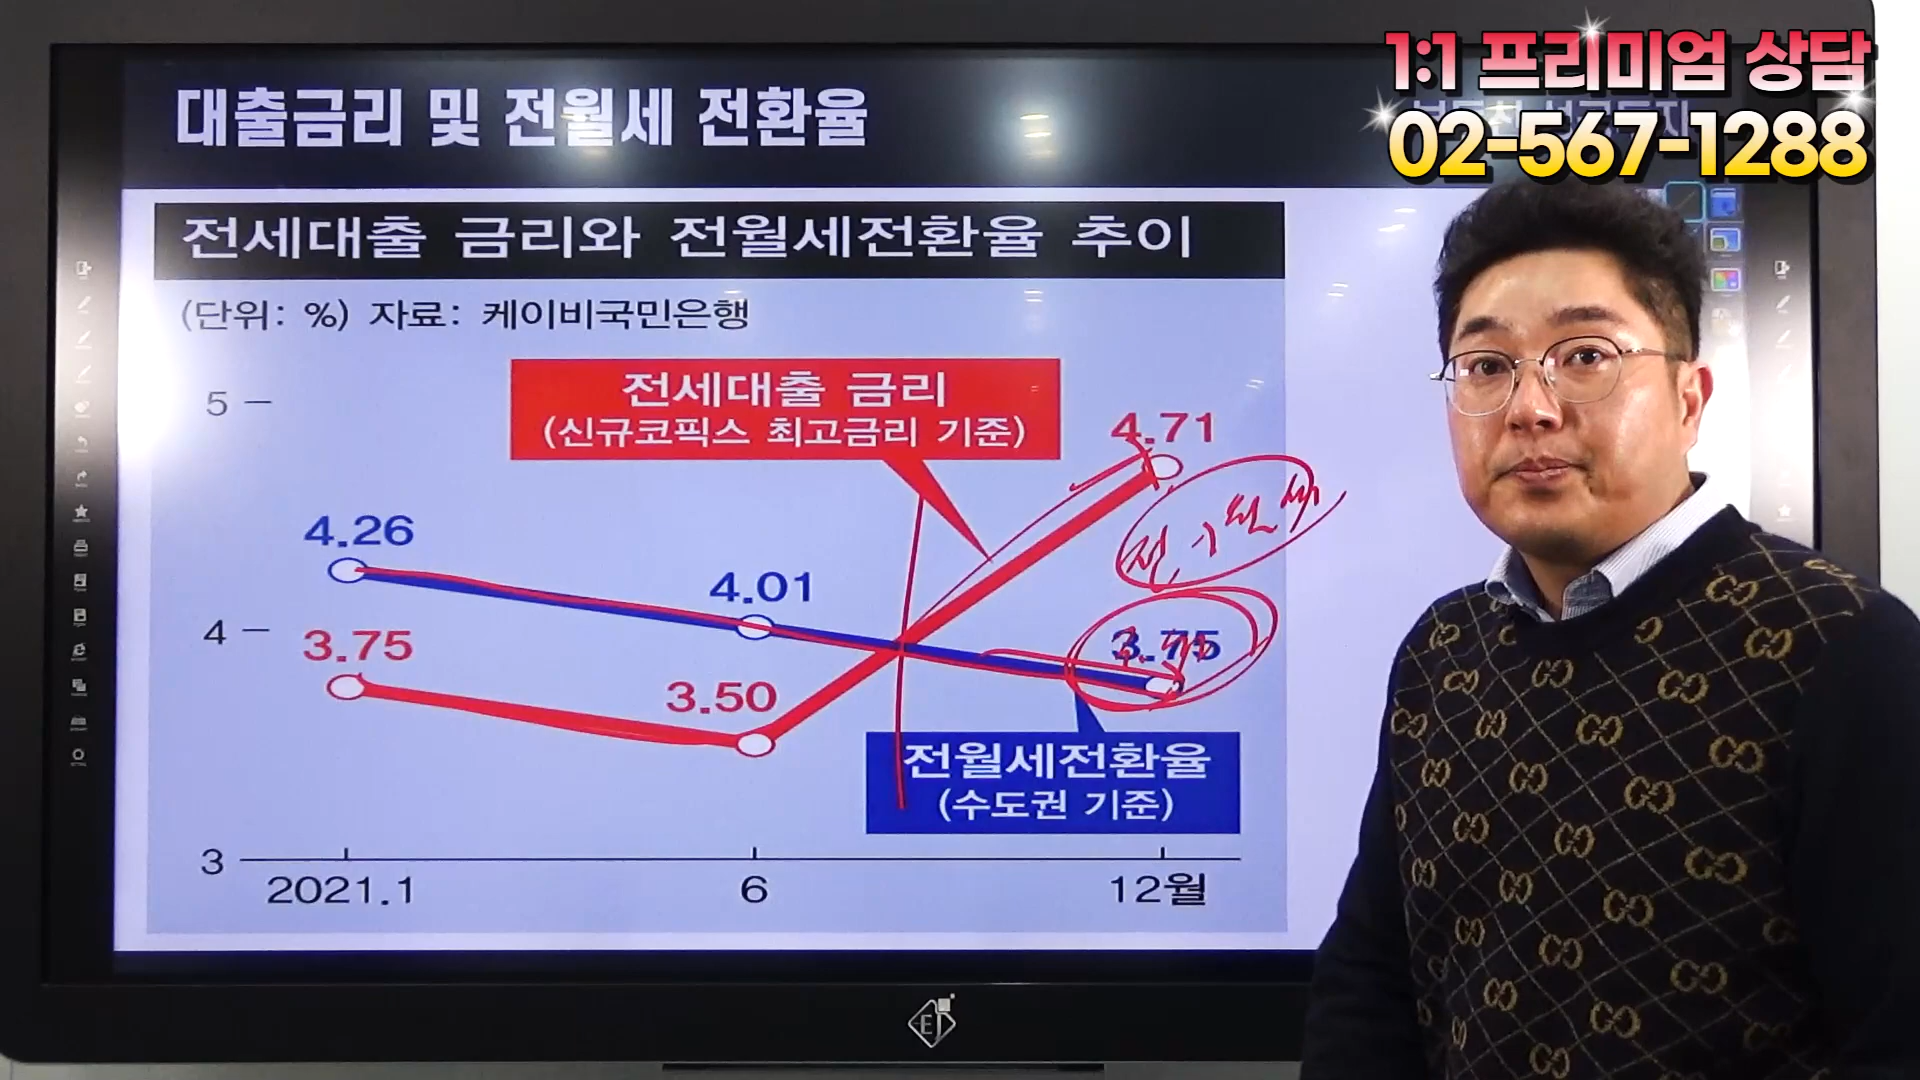 1:1 프리미엄 상담
02-567-1288
대출금리 및 전월세 전환율
전세대출 금리와 전월세전환율 추이
(단위: %) 자료: 케이비국민은행
전세대출 금리
(신규코픽스 최고금리 기준)
5
4.71
4.26
4.01
4
3.75
3.75
3.50
전월세전환율
(수도권 기준)
3
2021.1
6
12월